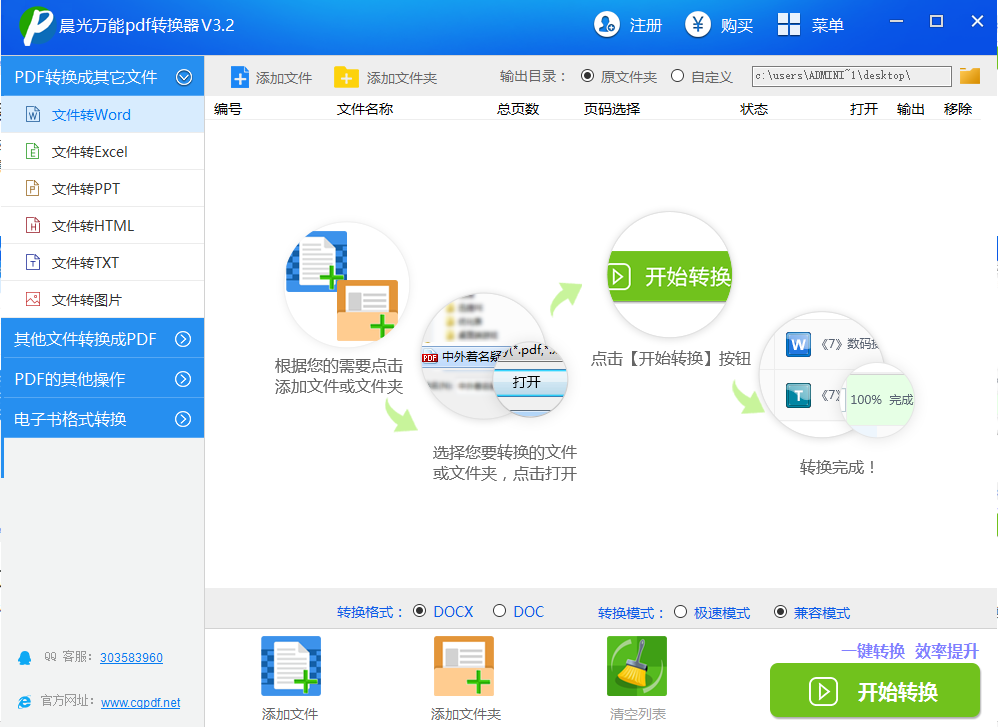 晨光万能pdf转换器V3.2
注册
¥ 购买
菜单
PDF转换成其它文件
文件转Word
文件转Excel
文件转PPT
文件转HTML
文件转TXT
文件转图片
其他文件转换成PDF
PDF的其他操作
电子书格式转换
QQ 客服: 303583960
官方网址: www.cgpdf.net
添加文件
添加文件夹
输出目录：
原文件夹
自定义
c:\users\ADMINI~1\desktop\
编号
文件名称
总页数
页码选择
状态
打开
输出
移除
根据您的需要点击
添加文件或文件夹
PDF 中外着名
(*.pdf,*.
打开
选择您要转换的文件
或文件夹，点击打开
开始转换
点击【开始转换】按钮
W 《7》数码
T 《7》
100% 完成
转换完成！
转换格式：
DOCX
DOC
转换模式：
极速模式
兼容模式
添加文件
添加文件夹
清空列表
一键转换 效率提升
开始转换